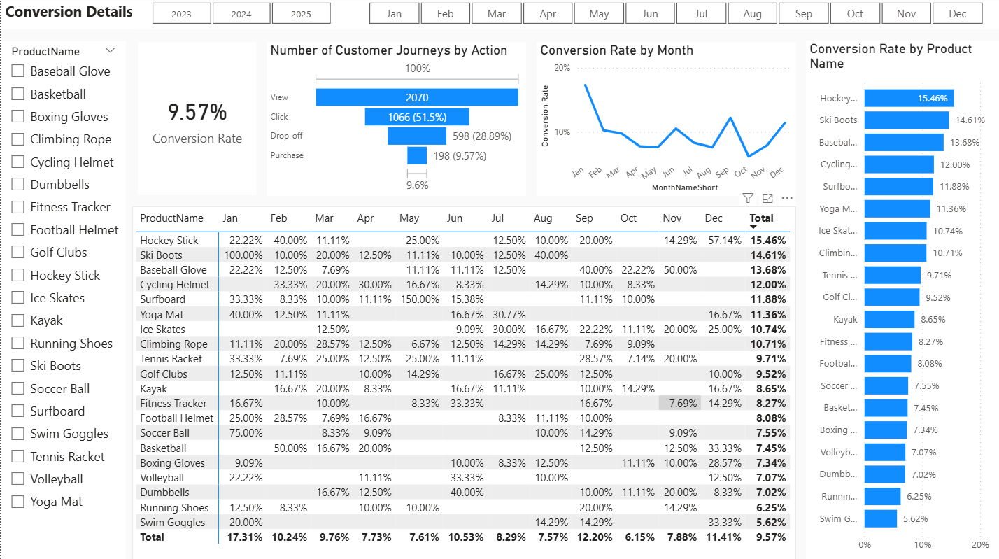 Conversion Details
2023 2024 2025 Jan Feb Mar Apr May Jun Jul Aug Sep Oct Nov Dec
ProductName
Baseball Glove
Basketball
Boxing Gloves
Climbing Rope
Cycling Helmet
Dumbbells
Fitness Tracker
Football Helmet
Golf Clubs
Hockey Stick
Ice Skates
Kayak
Running Shoes
Ski Boots
Soccer Ball
Surfboard
Swim Goggles
Tennis Racket
Volleyball
Yoga Mat
9.57%
Conversion Rate
Number of Customer Journeys by Action
100%
View 2070
Click 1066 (51.5%)
Drop-off 598 (28.89%)
Purchase 198 (9.57%)
9.6%
Conversion Rate by Month
20%
10%
Conversion Rate
Jan Feb Mar Apr May Jun Jul Aug Sep Oct Nov Dec
MonthNameShort
ProductName Jan Feb Mar Apr May Jun Jul Aug Sep Oct Nov Dec Total
Hockey Stick 22.22% 40.00% 11.11% 25.00% 12.50% 10.00% 20.00% 14.29% 57.14% 15.46%
Ski Boots 100.00% 10.00% 20.00% 12.50% 11.11% 10.00% 12.50% 40.00% 14.61%
Baseball Glove 22.22% 12.50% 7.69% 11.11% 11.11% 12.50% 40.00% 22.22% 50.00% 13.68%
Cycling Helmet 33.33% 20.00% 30.00% 16.67% 8.33% 14.29% 10.00% 8.33% 12.00%
Surfboard 33.33% 8.33% 10.00% 11.11% 150.00% 15.38% 11.11% 10.00% 11.88%
Yoga Mat 40.00% 12.50% 11.11% 16.67% 30.77% 16.67% 11.36%
Ice Skates 12.50% 9.09% 30.00% 16.67% 22.22% 11.11% 20.00% 25.00% 10.74%
Climbing Rope 11.11% 20.00% 28.57% 12.50% 6.67% 12.50% 14.29% 14.29% 7.69% 9.09% 10.71%
Tennis Racket 33.33% 7.69% 25.00% 12.50% 25.00% 11.11% 28.57% 7.14% 20.00% 9.71%
Golf Clubs 12.50% 11.11% 10.00% 14.29% 16.67% 25.00% 12.50% 10.00% 9.52%
Kayak 16.67% 20.00% 8.33% 16.67% 11.11% 10.00% 14.29% 16.67% 8.65%
Fitness Tracker 16.67% 10.00% 8.33% 33.33% 16.67% 7.69% 14.29% 8.27%
Football Helmet 25.00% 28.57% 7.69% 16.67% 8.33% 11.11% 10.00% 8.08%
Soccer Ball 75.00% 8.33% 9.09% 10.00% 14.29% 9.09% 7.55%
Basketball 50.00% 16.67% 20.00% 12.50% 12.50% 33.33% 7.45%
Boxing Gloves 9.09% 10.00% 8.33% 12.50% 11.11% 10.00% 28.57% 7.34%
Volleyball 22.22% 11.11% 33.33% 10.00% 12.50% 7.07%
Dumbbells 16.67% 12.50% 40.00% 10.00% 11.11% 20.00% 8.33% 7.02%
Running Shoes 12.50% 8.33% 10.00% 10.00% 20.00% 14.29% 6.25%
Swim Goggles 20.00% 14.29% 14.29% 33.33% 5.62%
Total 17.31% 10.24% 9.76% 7.73% 7.61% 10.53% 8.29% 7.57% 12.20% 6.15% 7.88% 11.41% 9.57%
Conversion Rate by Product
Name
Hockey... 15.46%
Ski Boots 14.61%
Basebal... 13.68%
Cycling... 12.00%
Surfbo... 11.88%
Yoga M... 11.36%
Ice Skat... 10.74%
Climbin... 10.71%
Tennis ... 9.71%
Golf Cl... 9.52%
Kayak 8.65%
Fitness ... 8.27%
Footbal... 8.08%
Soccer ... 7.55%
Basket... 7.45%
Boxing ... 7.34%
Volleyb... 7.07%
Dumbb... 7.02%
Runnin... 6.25%
Swim G... 5.62%
0% 10% 20%